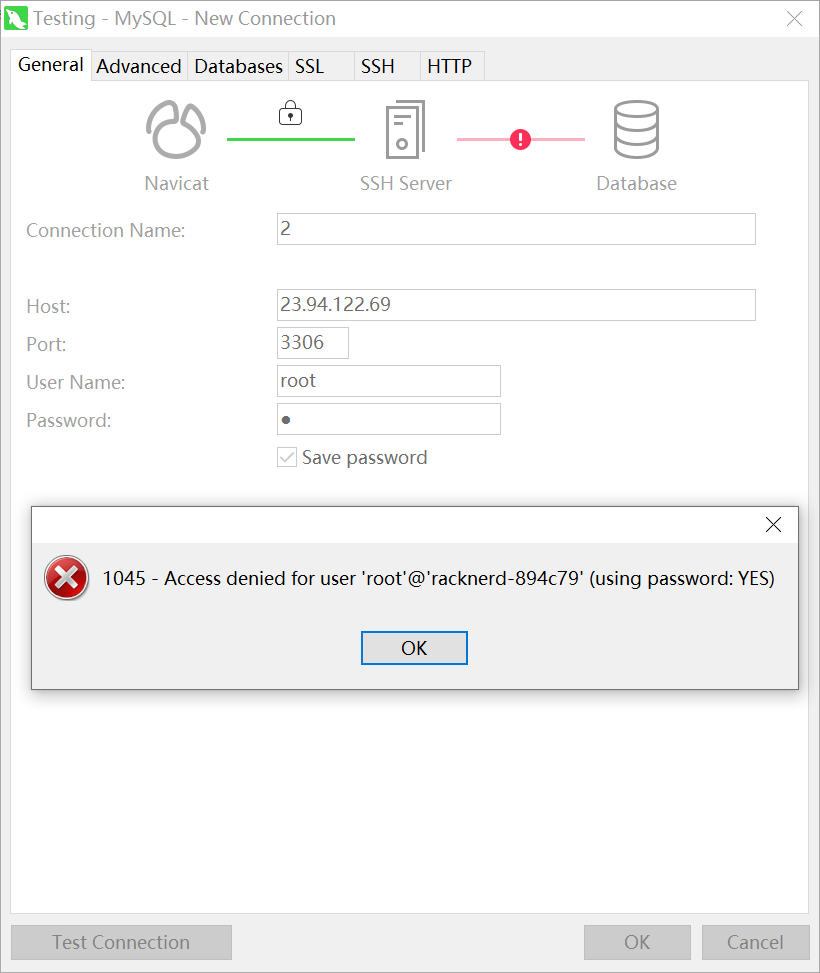 Testing - MySQL - New Connection
General Advanced Databases SSL SSH HTTP
Navicat SSH Server Database
Connection Name: 2
Host: 23.94.122.69
Port: 3306
User Name: root
Password: ●
Save password
1045 - Access denied for user 'root'@'racknerd-894c79' (using password: YES)
OK
Test Connection OK Cancel